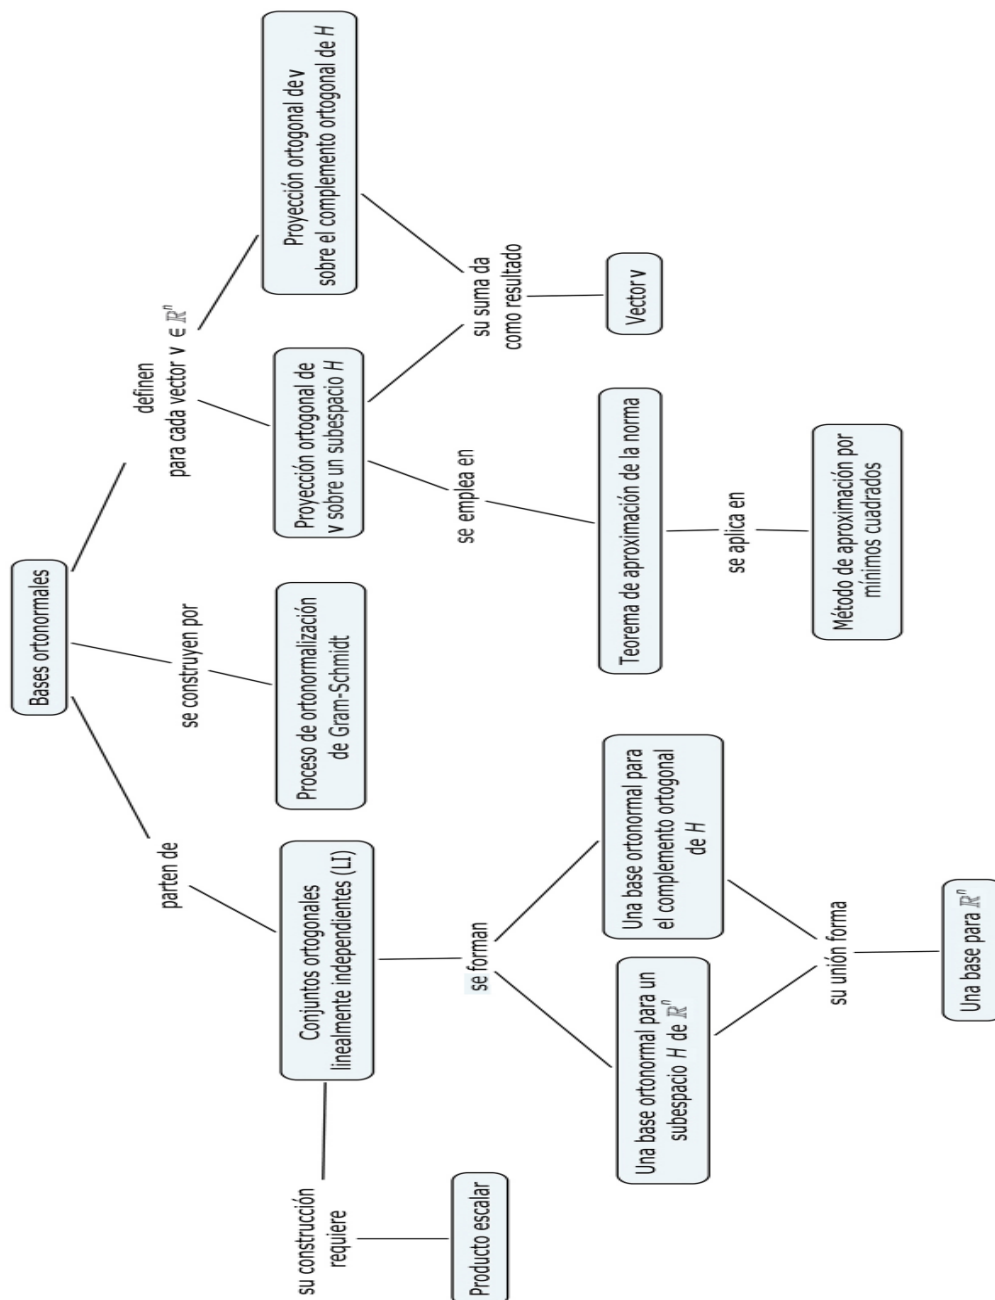 Bases ortonormales
parten de
se construyen por
definen
para cada vector v ∈ ℝⁿ
Conjuntos ortogonales
linealmente independientes (LI)
Proceso de ortonormalización
de Gram-Schmidt
Proyección ortogonal de
v sobre un subespacio H
Proyección ortogonal de v
sobre el complemento ortogonal de H
su construcción
requiere
se forman
se emplea en
su suma da
como resultado
Producto escalar
Una base ortonormal para un
subespacio H de ℝⁿ
Una base ortonormal para
el complemento ortogonal
de H
Teorema de aproximación de la norma
Vector v
su unión forma
se aplica en
Una base para ℝⁿ
Método de aproximación por
mínimos cuadrados